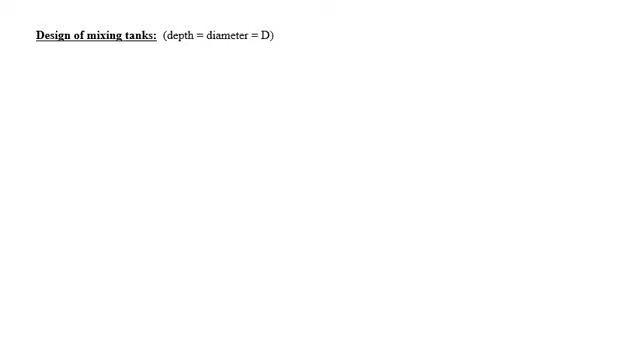 Design of mixing tanks: (depth = diameter = D)